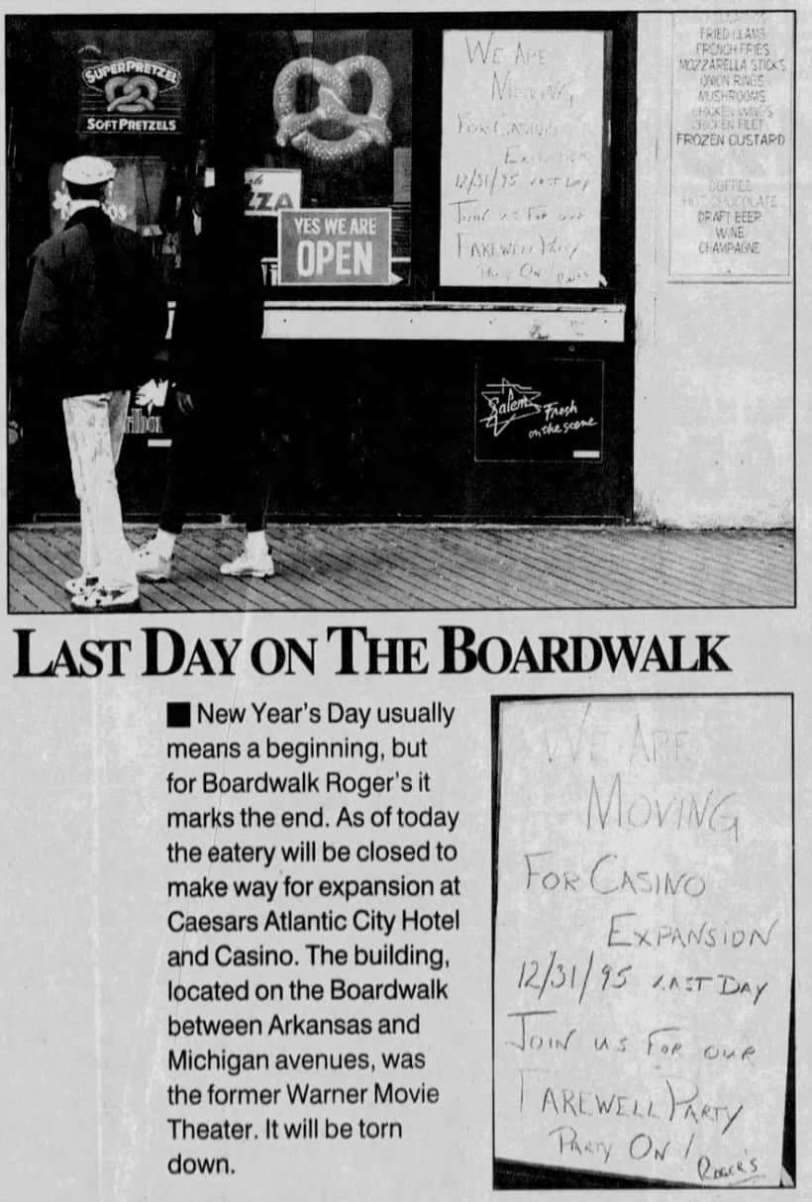 SUPERPRETZEL
SOFT PRETZELS
ZZA
YES WE ARE
OPEN
WE ARE
MOVING
FOR CASINO
EXPANSION
12/31/95 LAST DAY
JOIN US FOR OUR
FAREWELL PARTY
PARTY ON
ROGER'S
FRIED CLAMS
FRENCH FRIES
MOZZARELLA STICKS
ONION RINGS
MUSHROOMS
CHICKEN WINGS
CHICKEN FILET
FROZEN CUSTARD
COFFEE
HOT CHOCOLATE
DRAFT BEER
WINE
CHAMPAGNE
Salem
Fresh
on the scene
LAST DAY ON THE BOARDWALK
■ New Year's Day usually
means a beginning, but
for Boardwalk Roger's it
marks the end. As of today
the eatery will be closed to
make way for expansion at
Caesars Atlantic City Hotel
and Casino. The building,
located on the Boardwalk
between Arkansas and
Michigan avenues, was
the former Warner Movie
Theater. It will be torn
down.
WE ARE
MOVING
FOR CASINO
EXPANSION
12/31/95 LAST DAY
JOIN US FOR OUR
FAREWELL PARTY
PARTY ON !
ROGER'S